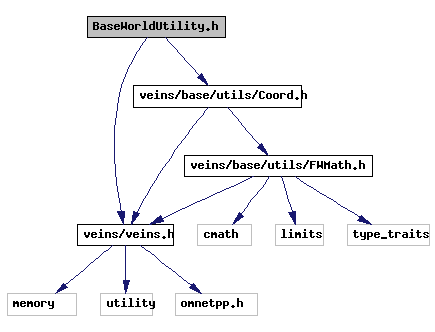 BaseWorldUtility.h
veins/base/utils/Coord.h
veins/base/utils/FWMath.h
veins/veins.h
cmath
limits
type_traits
memory
utility
omnetpp.h